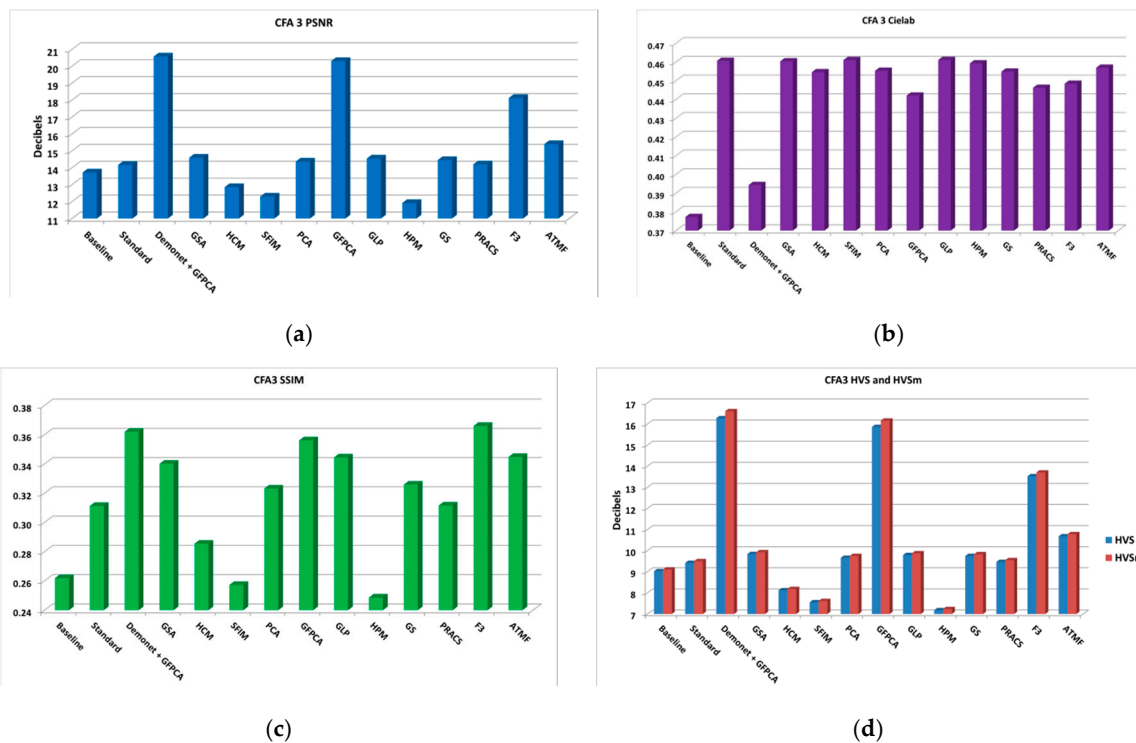 CFA 3 PSNR
Decibels
21
20
19
18
17
16
15
14
13
12
11
Baseline
Standard
Demonet + GFPCA
GSA
HCM
SFIM
PCA
GFPCA
GLP
HPM
GS
PRACS
F3
ATMF
(a)
CFA 3 Cielab
0.47
0.46
0.45
0.44
0.43
0.42
0.41
0.40
0.39
0.38
0.37
Baseline
Standard
Demonet + GFPCA
GSA
HCM
SFIM
PCA
GFPCA
GLP
HPM
GS
PRACS
F3
ATMF
(b)
CFA3 SSIM
0.38
0.36
0.34
0.32
0.30
0.28
0.26
0.24
Baseline
Standard
Demonet + GFPCA
GSA
HCM
SFIM
PCA
GFPCA
GLP
HPM
GS
PRACS
F3
ATMF
(c)
CFA3 HVS and HVSm
Decibels
17
16
15
14
13
12
11
10
9
8
7
Baseline
Standard
Demonet + GFPCA
GSA
HCM
SFIM
PCA
GFPCA
GLP
HPM
GS
PRACS
F3
ATMF
HVS
(d)